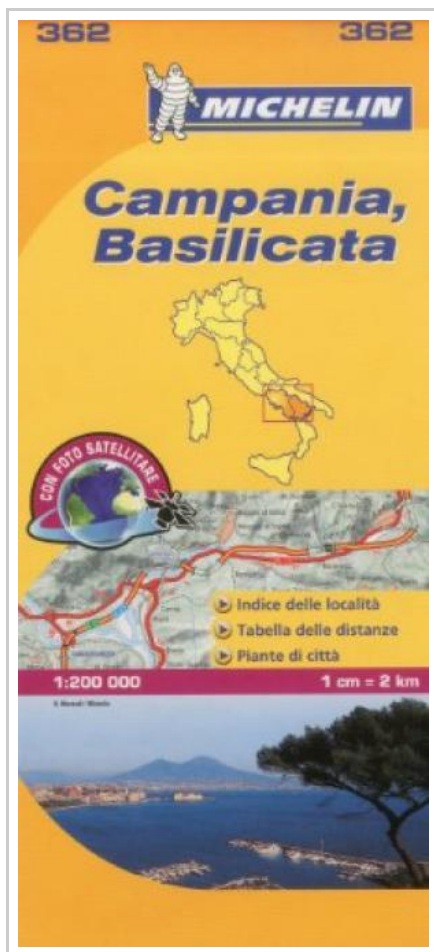 362
362
MICHELIN
Campania,
Basilicata
CON FOTO SATELLITARE
Indice delle località
Tabella delle distanze
Piante di città
1:200 000
1 cm = 2 km